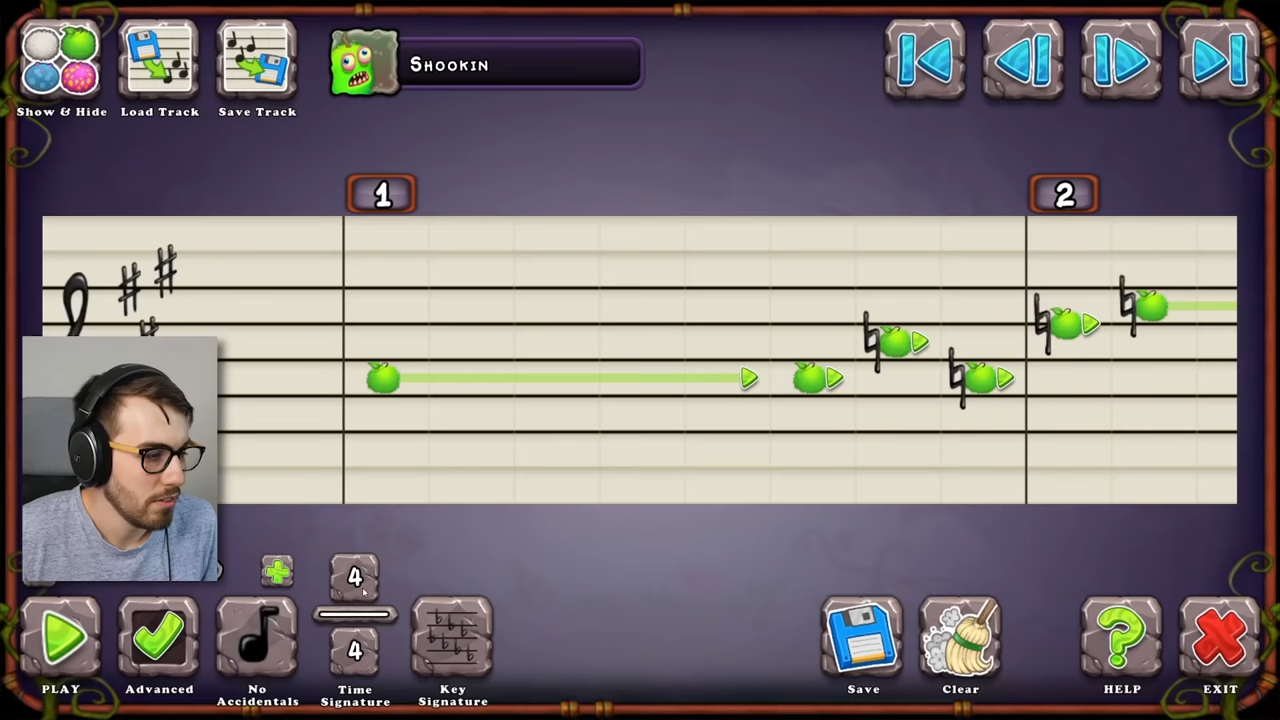 Show & Hide
Load Track
Save Track
Shookin
1
2
4
4
PLAY
Advanced
No
Accidentals
Time
Signature
Key
Signature
Save
Clear
HELP
EXIT